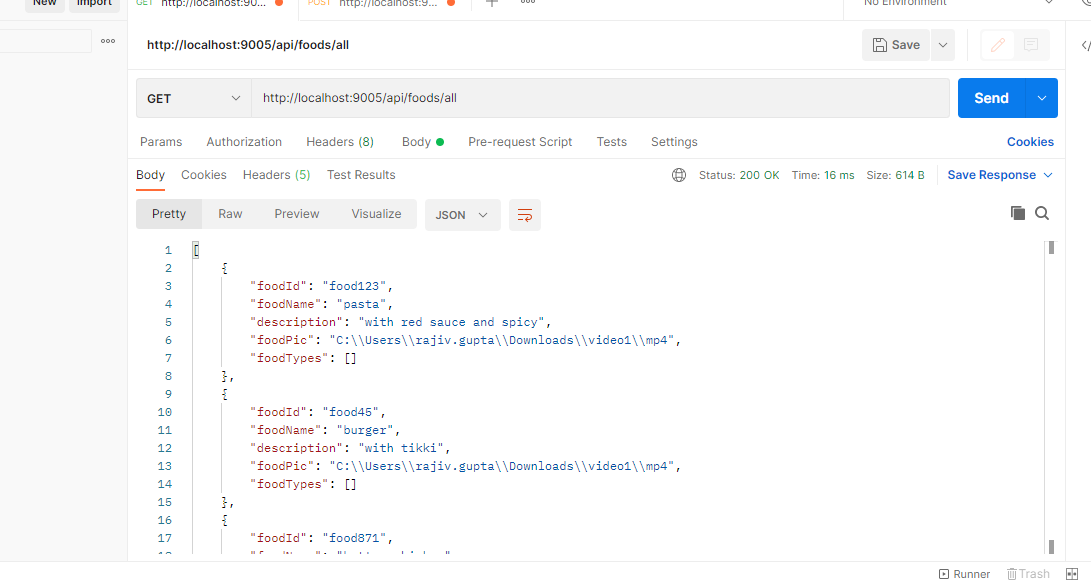 New Import
GET http://localhost:90... POST http://localhost:9... No Environment
http://localhost:9005/api/foods/all
Save
GET http://localhost:9005/api/foods/all Send
Params Authorization Headers (8) Body Pre-request Script Tests Settings Cookies
Body Cookies Headers (5) Test Results Status: 200 OK Time: 16 ms Size: 614 B Save Response
Pretty Raw Preview Visualize JSON
1 [
2 {
3 "foodId": "food123",
4 "foodName": "pasta",
5 "description": "with red sauce and spicy",
6 "foodPic": "C:\\Users\\rajiv.gupta\\Downloads\\video1\\mp4",
7 "foodTypes": []
8 },
9 {
10 "foodId": "food45",
11 "foodName": "burger",
12 "description": "with tikki",
13 "foodPic": "C:\\Users\\rajiv.gupta\\Downloads\\video1\\mp4",
14 "foodTypes": []
15 },
16 {
17 "foodId": "food871",
Runner Trash